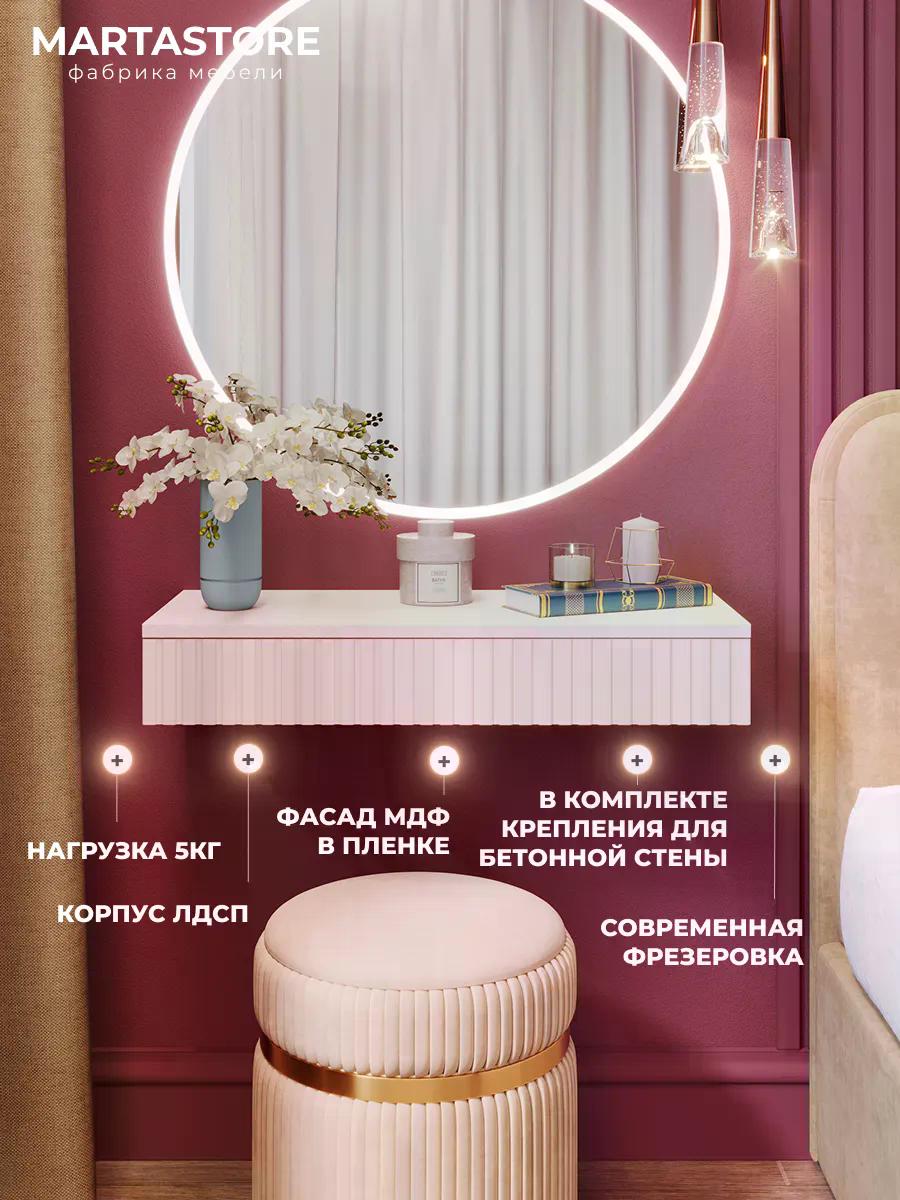 MARTASTORE
фабрика мебели
НАГРУЗКА 5КГ
КОРПУС ЛДСП
ФАСАД МДФ
В ПЛЕНКЕ
В КОМПЛЕКТЕ
КРЕПЛЕНИЯ ДЛЯ
БЕТОННОЙ СТЕНЫ
СОВРЕМЕННАЯ
ФРЕЗЕРОВКА